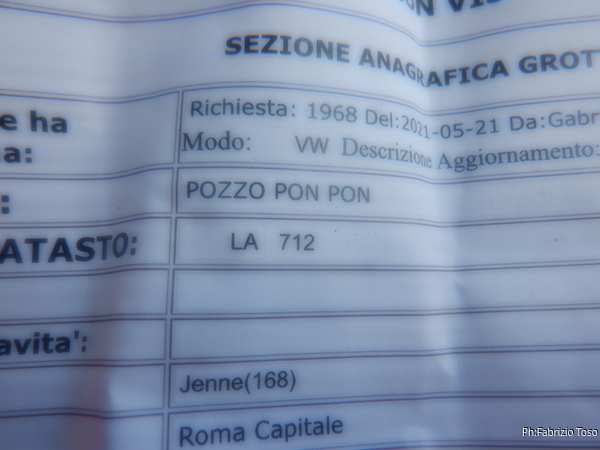 SEZIONE ANAGRAFICA GROT
e ha
a:
Richiesta: 1968 Del:2021-05-21 Da:Gabr
Modo: VW Descrizione Aggiornamento:
: POZZO PON PON
ATASTO: LA 712
avita':
Jenne(168)
Roma Capitale
Ph:Fabrizio Toso